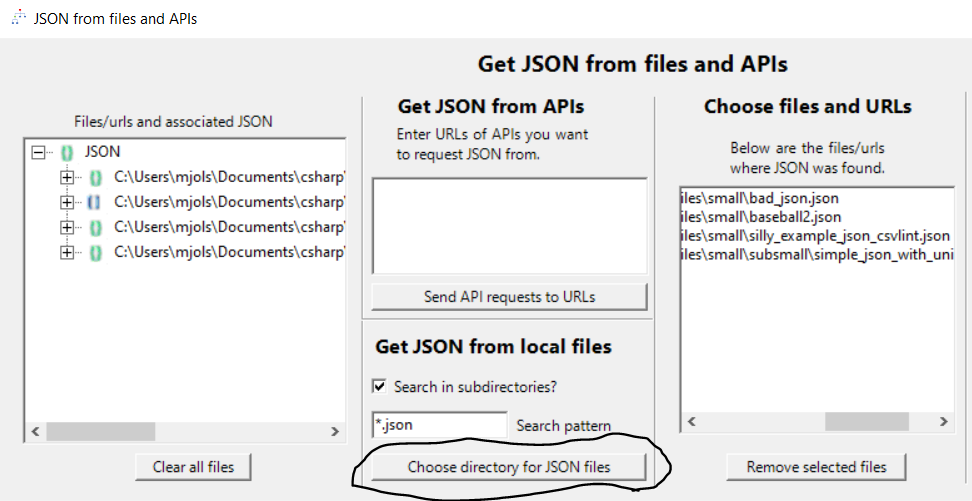 JSON from files and APIs
Get JSON from files and APIs
Files/urls and associated JSON
JSON
C:\Users\mjols\Documents\csharp\
C:\Users\mjols\Documents\csharp\
C:\Users\mjols\Documents\csharp\
C:\Users\mjols\Documents\csharp\
Clear all files
Get JSON from APIs
Enter URLs of APIs you want
to request JSON from.
Send API requests to URLs
Get JSON from local files
Search in subdirectories?
*.json
Search pattern
Choose directory for JSON files
Choose files and URLs
Below are the files/urls
where JSON was found.
iles\small\bad_json.json
iles\small\baseball2.json
iles\small\silly_example_json_csvlint.json
iles\small\subsmall\simple_json_with_uni
Remove selected files